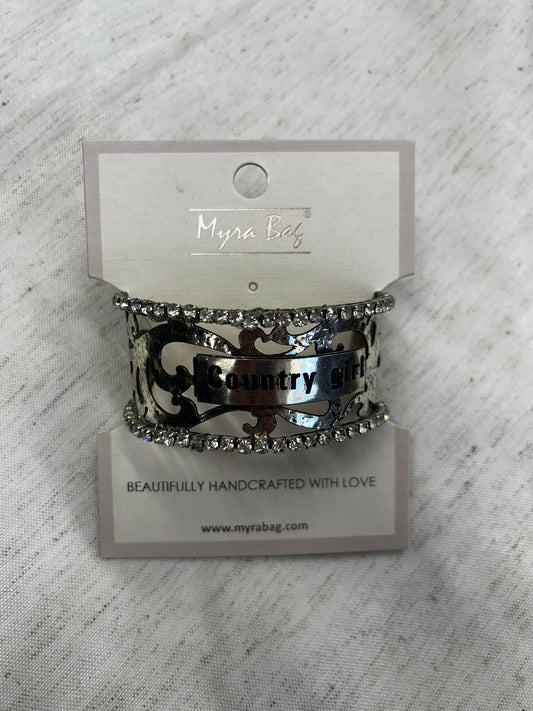 Myra Bag®
Country girl
BEAUTIFULLY HANDCRAFTED WITH LOVE
www.myrabag.com